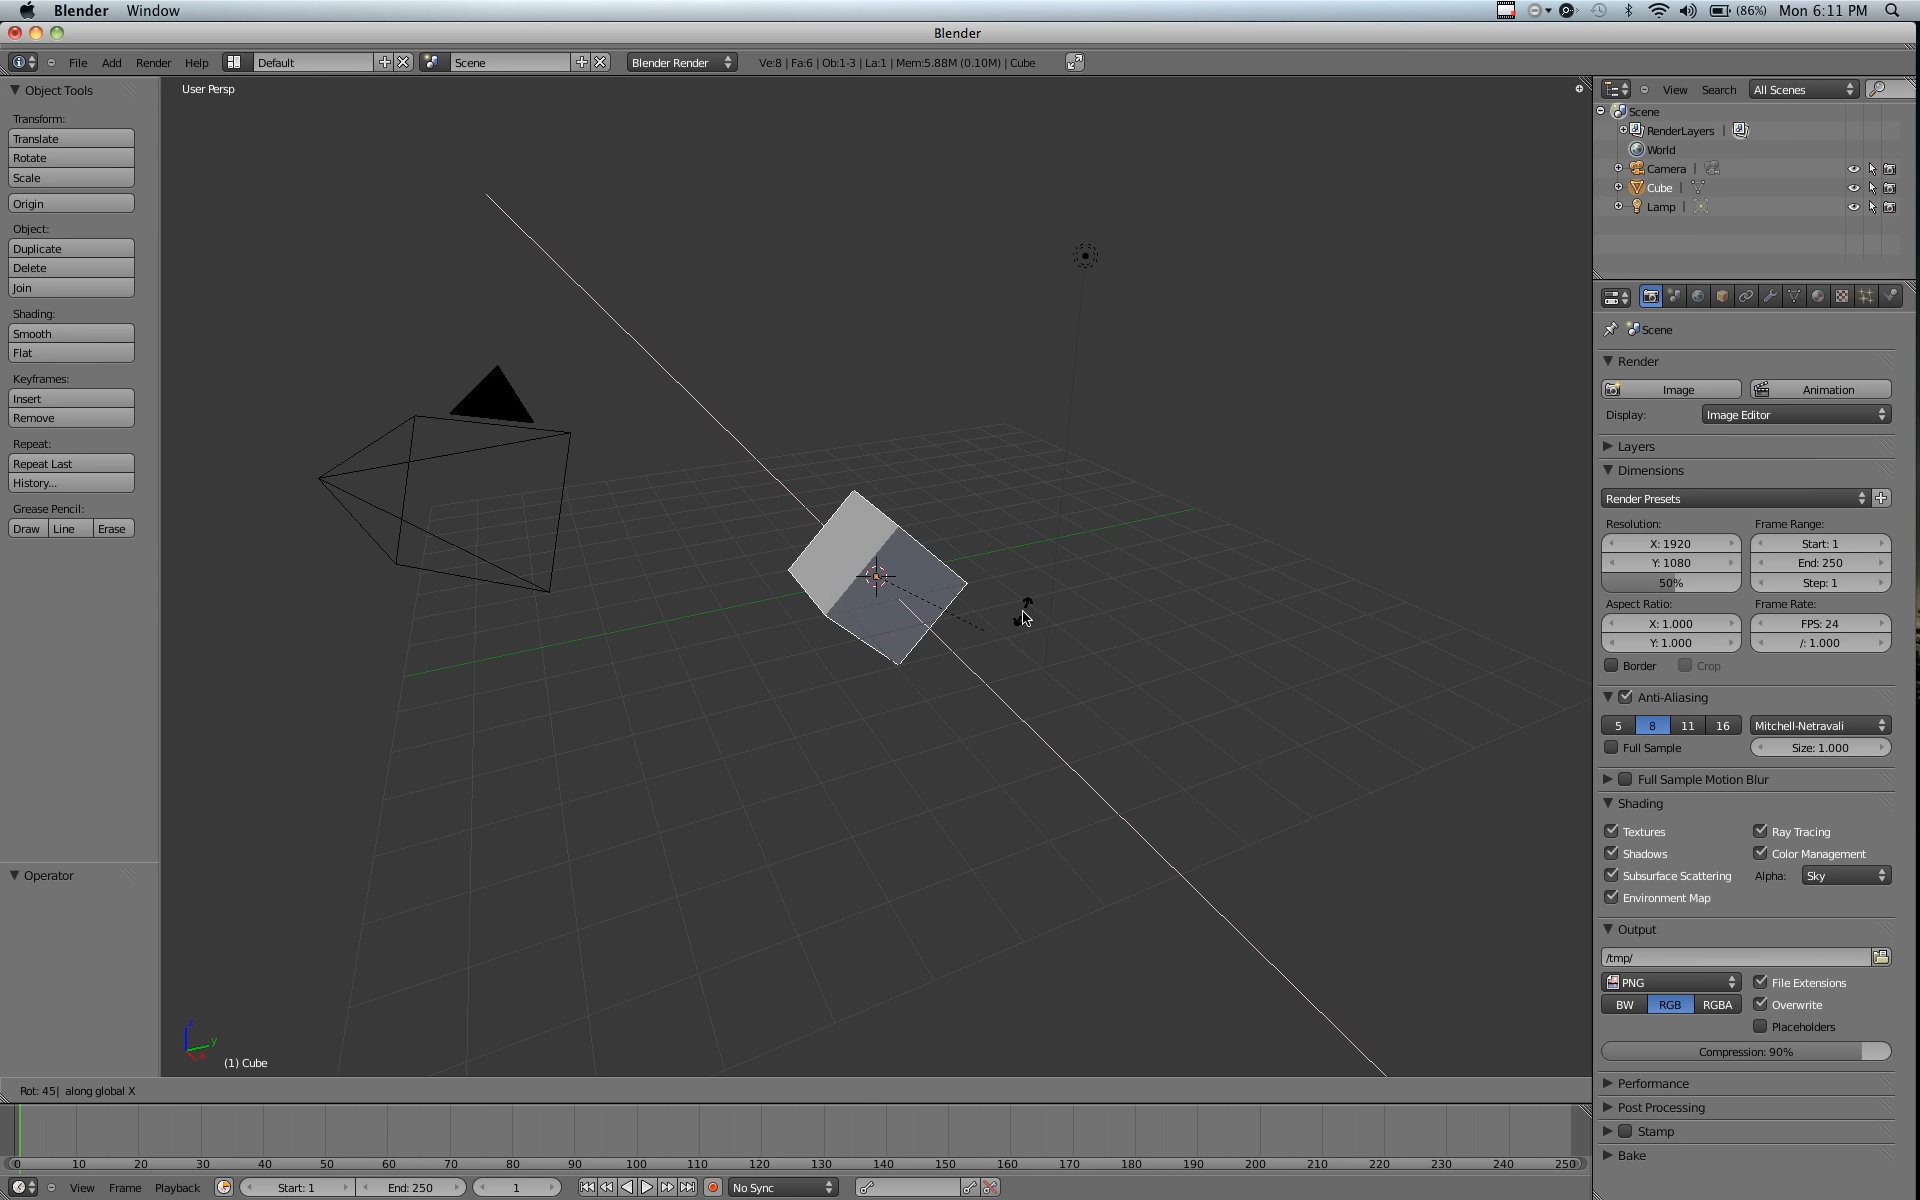 Blender Window (86%) Mon 6:11 PM
Blender
File Add Render Help Default Scene Blender Render Ve:8 | Fa:6 | Ob:1-3 | La:1 | Mem:5.88M (0.10M) | Cube
Object Tools
Transform:
Translate
Rotate
Scale
Origin
Object:
Duplicate
Delete
Join
Shading:
Smooth
Flat
Keyframes:
Insert
Remove
Repeat:
Repeat Last
History...
Grease Pencil:
Draw Line Erase
Operator
User Persp
z
y
x
(1) Cube
Rot: 45| along global X
View Search All Scenes
Scene
RenderLayers |
World
Camera |
Cube |
Lamp |
Scene
Render
Image Animation
Display: Image Editor
Layers
Dimensions
Render Presets
Resolution: Frame Range:
X: 1920 Start: 1
Y: 1080 End: 250
50% Step: 1
Aspect Ratio: Frame Rate:
X: 1.000 FPS: 24
Y: 1.000 /: 1.000
Border Crop
Anti-Aliasing
5 8 11 16 Mitchell-Netravali
Full Sample Size: 1.000
Full Sample Motion Blur
Shading
Textures Ray Tracing
Shadows Color Management
Subsurface Scattering Alpha: Sky
Environment Map
Output
/tmp/
PNG File Extensions
BW RGB RGBA Overwrite
Placeholders
Compression: 90%
Performance
Post Processing
Stamp
Bake
0 10 20 30 40 50 60 70 80 90 100 110 120 130 140 150 160 170 180 190 200 210 220 230 240 250
View Frame Playback Start: 1 End: 250 1 No Sync